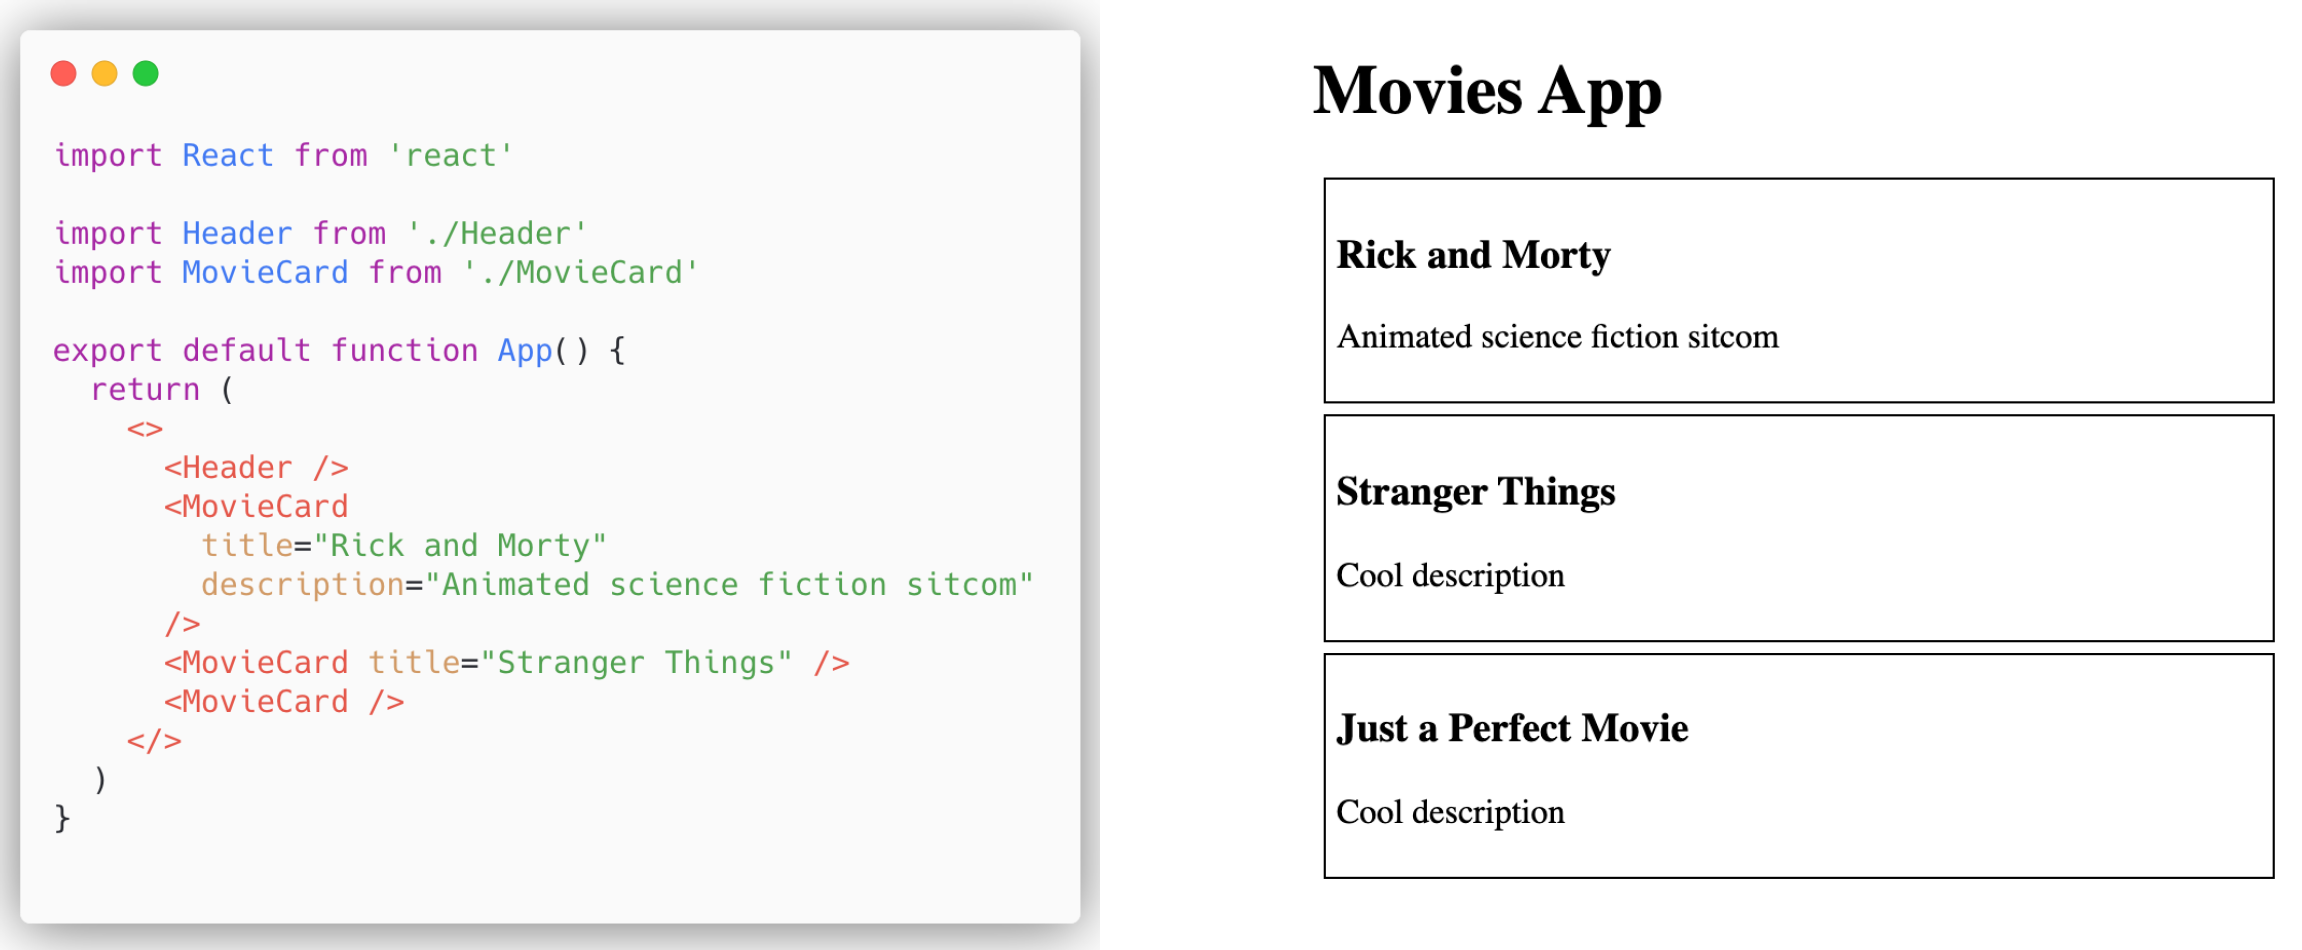 import React from 'react'
import Header from './Header'
import MovieCard from './MovieCard'
export default function App() {
return (
<>
<Header />
<MovieCard
title="Rick and Morty"
description="Animated science fiction sitcom"
/>
<MovieCard title="Stranger Things" />
<MovieCard />
</>
)
}
Movies App
Rick and Morty
Animated science fiction sitcom
Stranger Things
Cool description
Just a Perfect Movie
Cool description